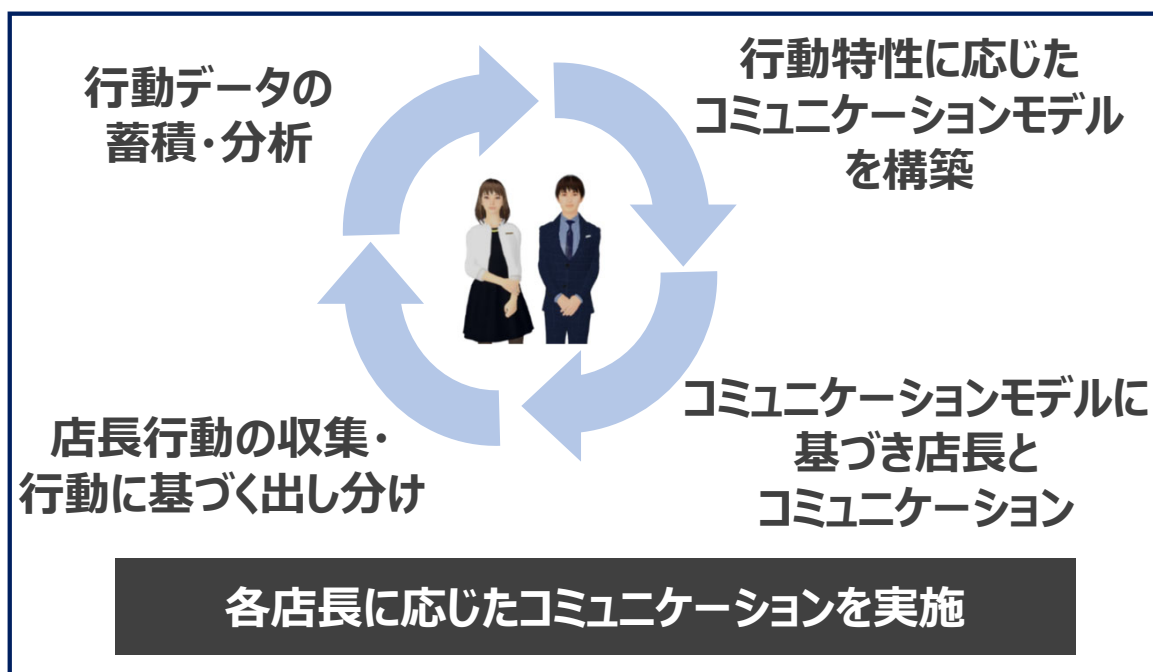 行動データの
蓄積・分析
行動特性に応じた
コミュニケーションモデル
を構築
コミュニケーションモデルに
基づき店長と
コミュニケーション
店長行動の収集・
行動に基づく出し分け
各店長に応じたコミュニケーションを実施